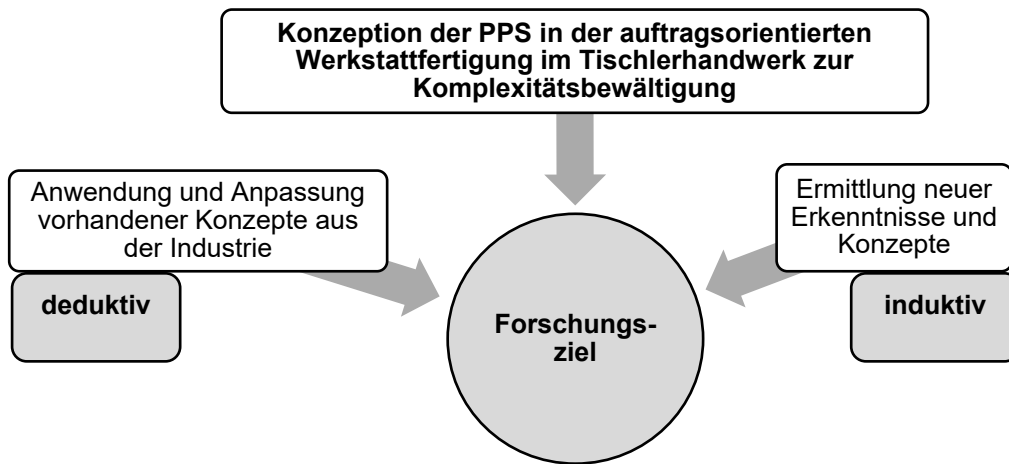 Konzeption der PPS in der auftragsorientierten
Werkstattfertigung im Tischlerhandwerk zur
Komplexitätsbewältigung
Anwendung und Anpassung
vorhandener Konzepte aus
der Industrie
deduktiv
Ermittlung neuer
Erkenntnisse und
Konzepte
induktiv
Forschungs-
ziel